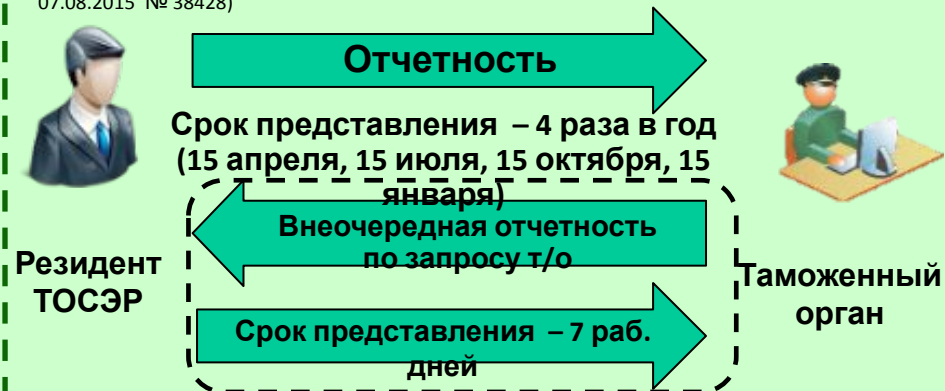 07.08.2015 № 38428)
Отчетность
Срок представления – 4 раза в год
(15 апреля, 15 июля, 15 октября, 15
января)
Внеочередная отчетность
по запросу т/о
Резидент
ТОСЭР
Таможенный
орган
Срок представления – 7 раб.
дней